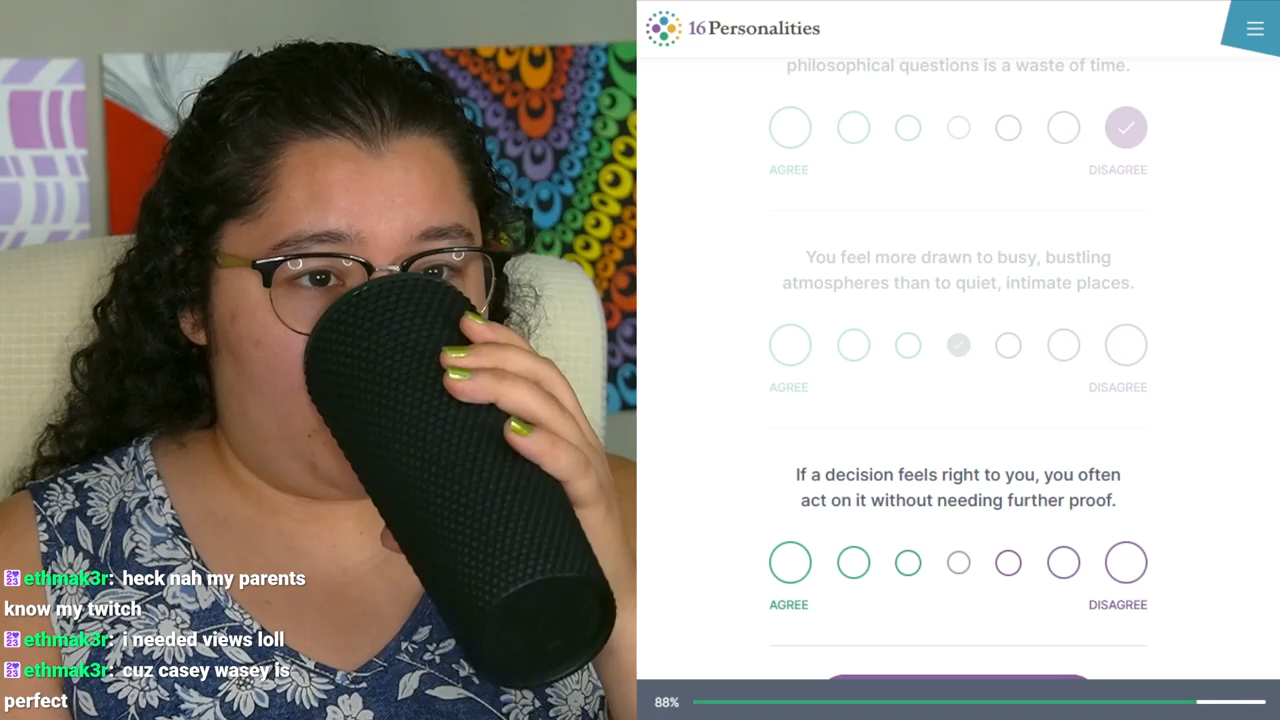 16Personalities
philosophical questions is a waste of time.
AGREE
DISAGREE
You feel more drawn to busy, bustling
atmospheres than to quiet, intimate places.
AGREE
DISAGREE
If a decision feels right to you, you often
act on it without needing further proof.
AGREE
DISAGREE
88%
ethmak3r: heck nah my parents
know my twitch
ethmak3r: i needed views loll
ethmak3r: cuz casey wasey is
perfect